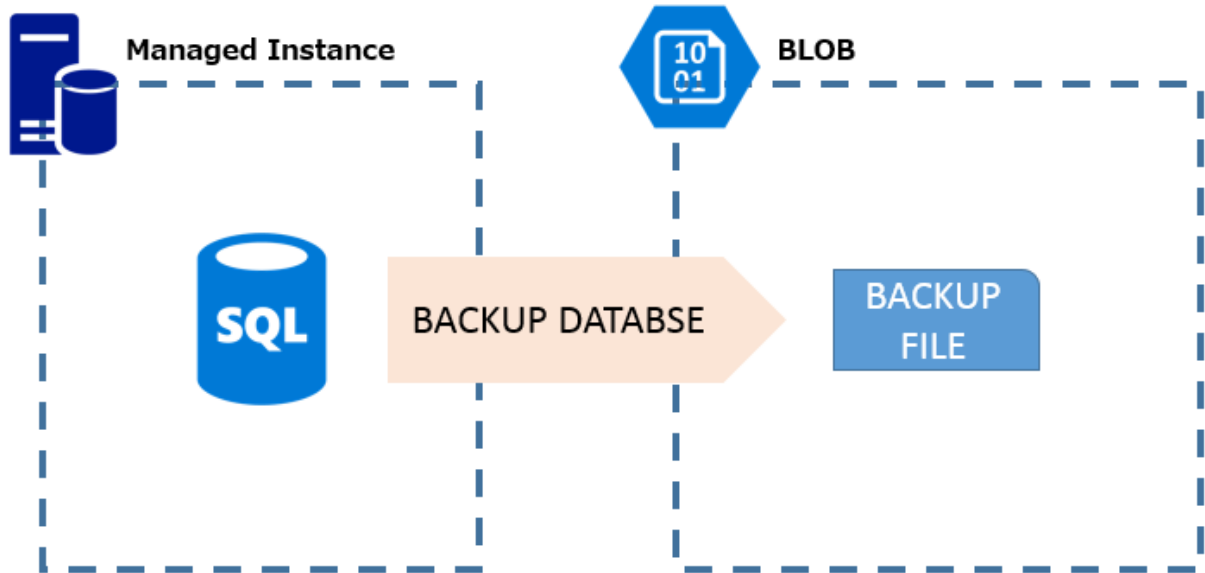 Managed Instance
BLOB
10
01
SQL
BACKUP DATABSE
BACKUP
FILE